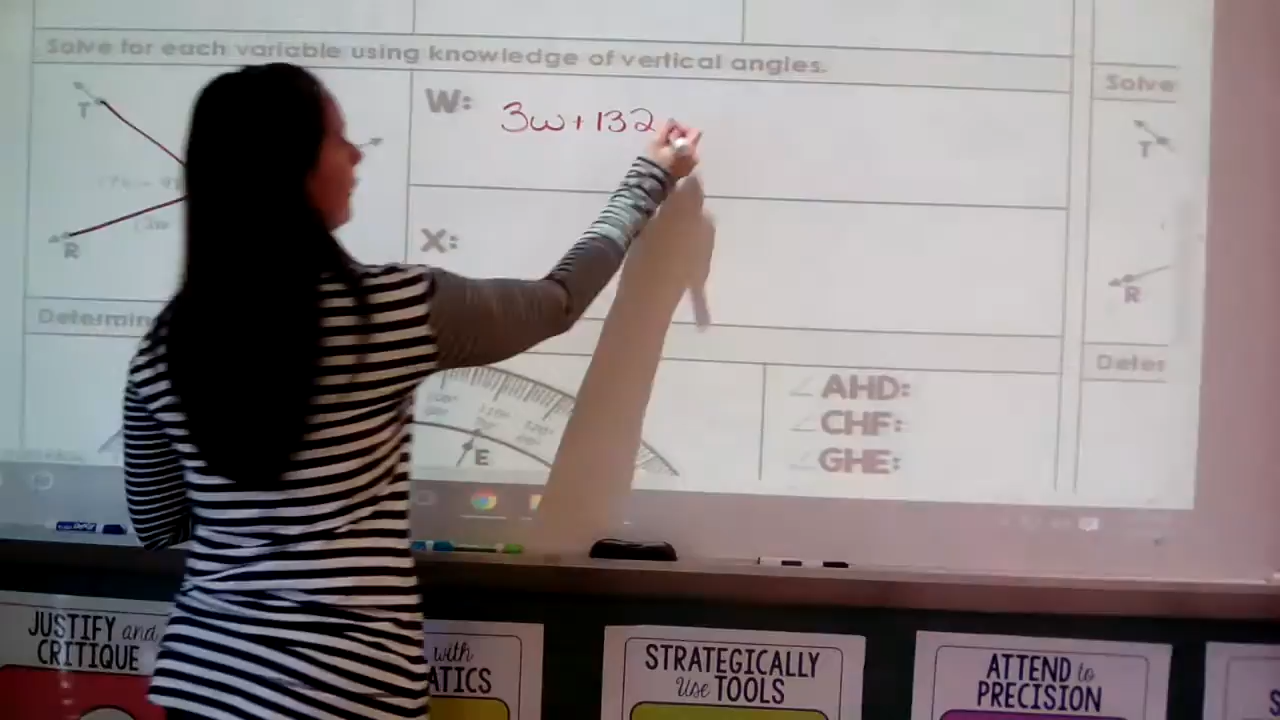 Solve for each variable using knowledge of vertical angles.
T
R
W: 3w+132
X:
Solve
T
R
Determin
E
∠AHD:
∠CHF:
∠GHE:
Deter
JUSTIFY and
CRITIQUE
with
ATICS
STRATEGICALLY
Use TOOLS
ATTEND to
PRECISION
S